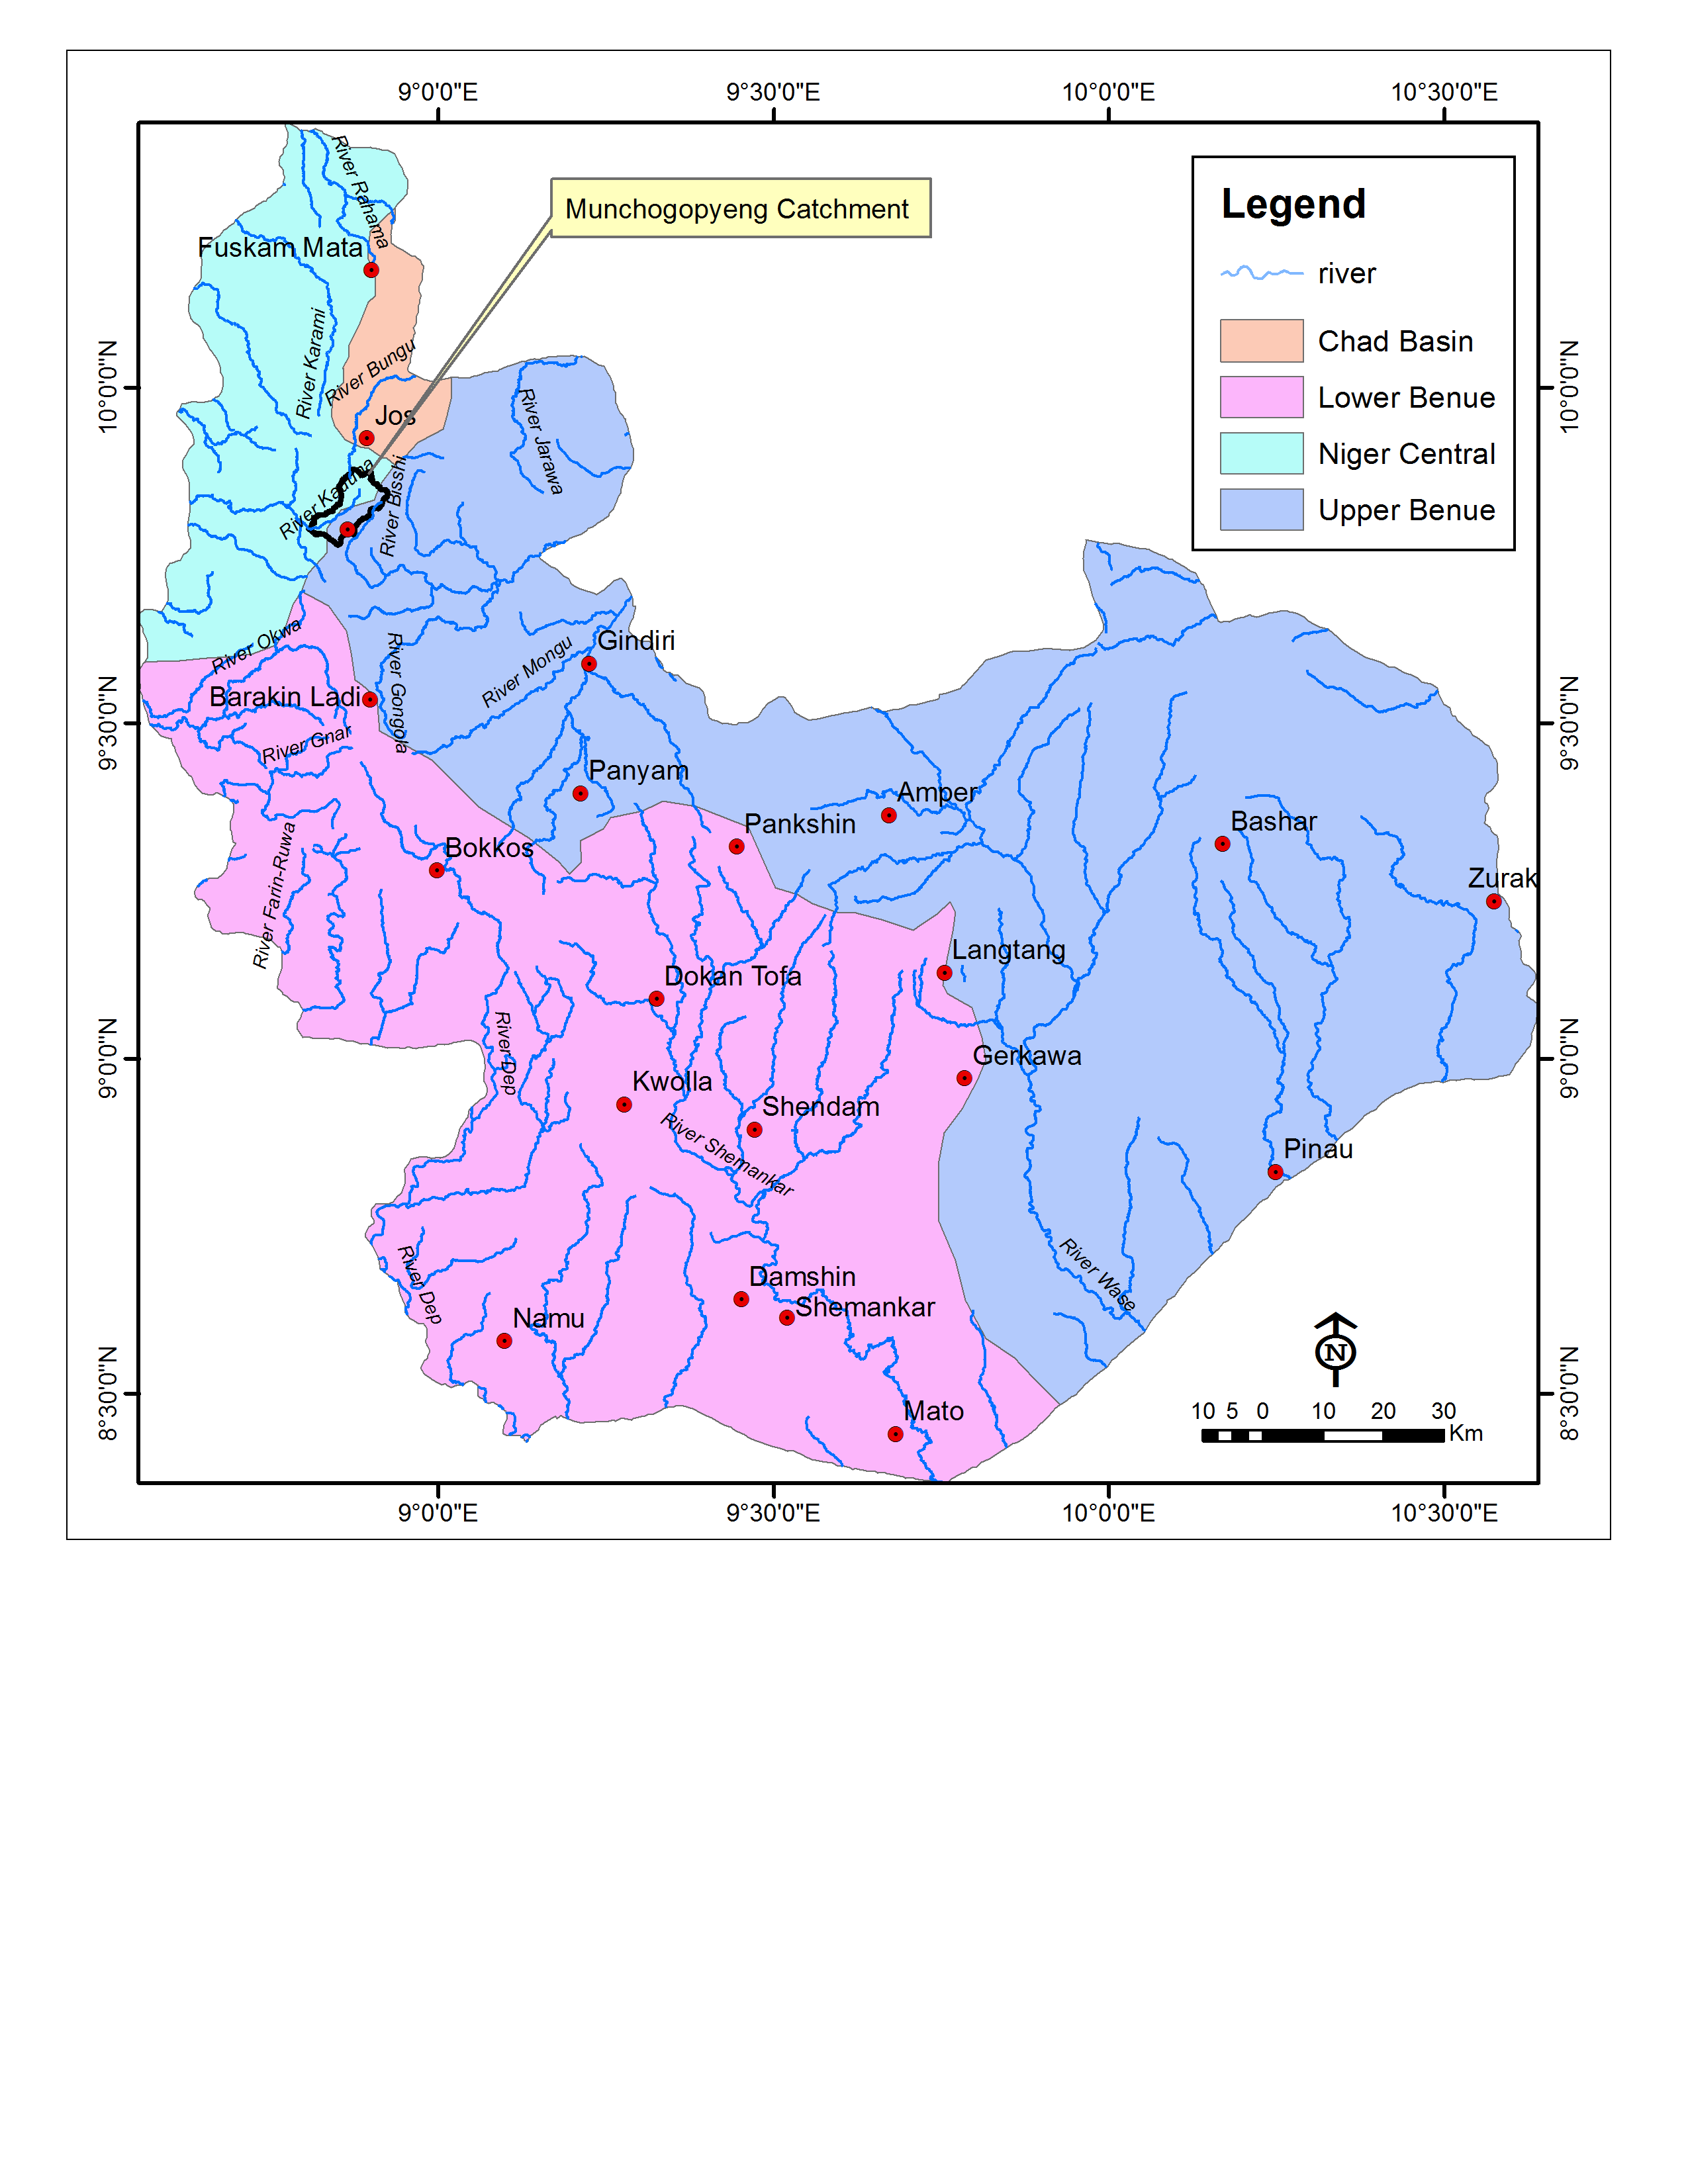 9°0'0"E
9°30'0"E
10°0'0"E
10°30'0"E
Munchogopyeng Catchment
Legend
river
Chad Basin
Lower Benue
Niger Central
Upper Benue
10°0'0"N
10°0'0"N
9°30'0"N
9°30'0"N
9°0'0"N
9°0'0"N
8°30'0"N
8°30'0"N
River Rahama
Fuskam Mata
River Karami
River Bungu
Jos
River Jarawa
River Kaduna
River Bisshi
River Okwa
Gindiri
River Mongu
River Gongola
Barakin Ladi
River Gnar
Panyam
Amper
Pankshin
Bashar
Bokkos
River Farin-Ruwa
Zurak
Langtang
Dokan Tofa
River Dep
Gerkawa
Kwolla
Shendam
River Shemankar
Pinau
River Dep
River Wase
Damshin
Shemankar
Namu
Mato
N
10 5 0 10 20 30
Km
9°0'0"E
9°30'0"E
10°0'0"E
10°30'0"E